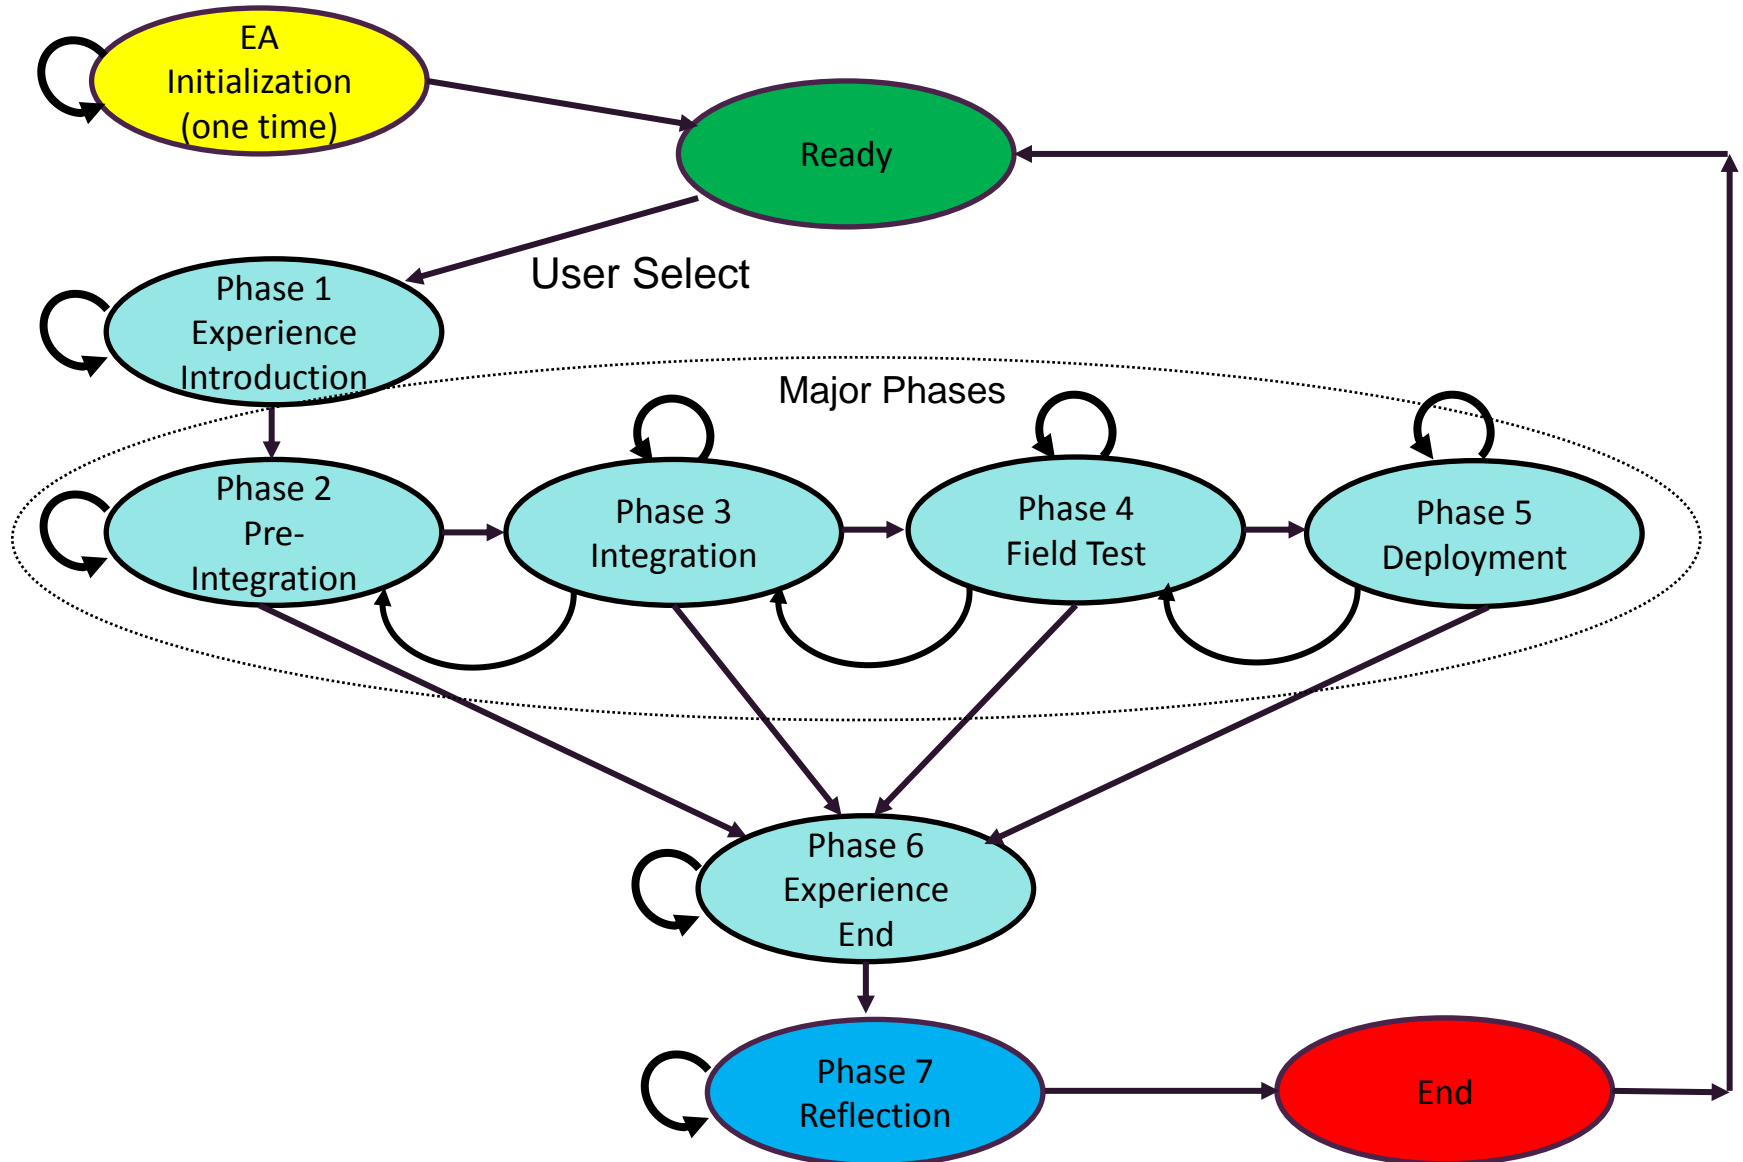 EA
Initialization
(one time)
Ready
User Select
Phase 1
Experience
Introduction
Major Phases
Phase 2
Pre-
Integration
Phase 3
Integration
Phase 4
Field Test
Phase 5
Deployment
Phase 6
Experience
End
Phase 7
Reflection
End